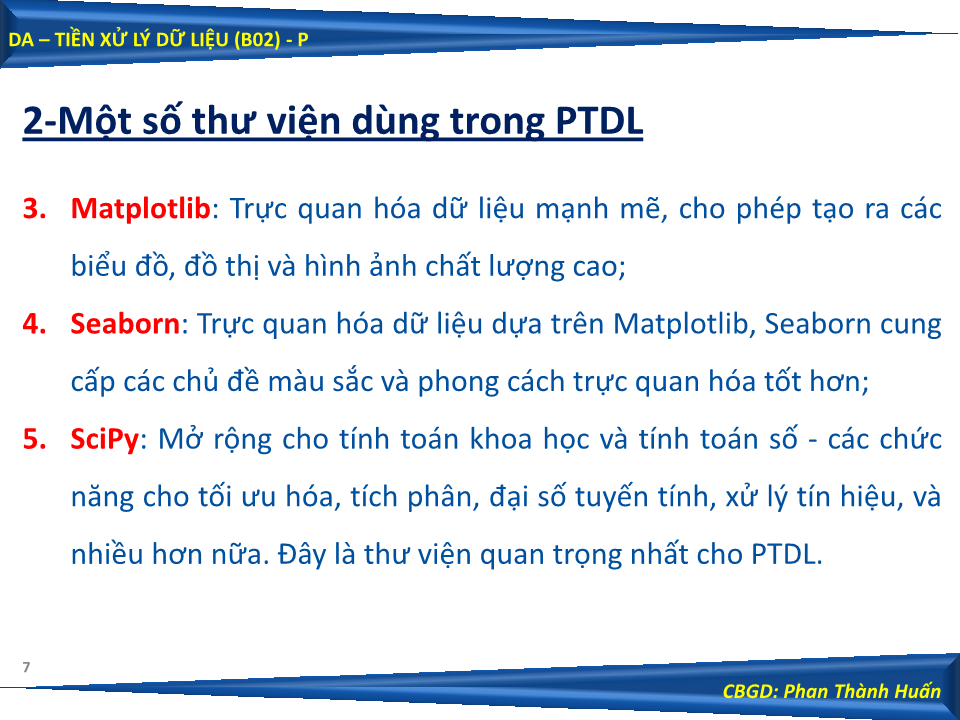 DA – TIỀN XỬ LÝ DỮ LIỆU (B02) - P
2-Một số thư viện dùng trong PTDL
3. Matplotlib: Trực quan hóa dữ liệu mạnh mẽ, cho phép tạo ra các
biểu đồ, đồ thị và hình ảnh chất lượng cao;
4. Seaborn: Trực quan hóa dữ liệu dựa trên Matplotlib, Seaborn cung
cấp các chủ đề màu sắc và phong cách trực quan hóa tốt hơn;
5. SciPy: Mở rộng cho tính toán khoa học và tính toán số - các chức
năng cho tối ưu hóa, tích phân, đại số tuyến tính, xử lý tín hiệu, và
nhiều hơn nữa. Đây là thư viện quan trọng nhất cho PTDL.
7
CBGD: Phan Thành Huấn